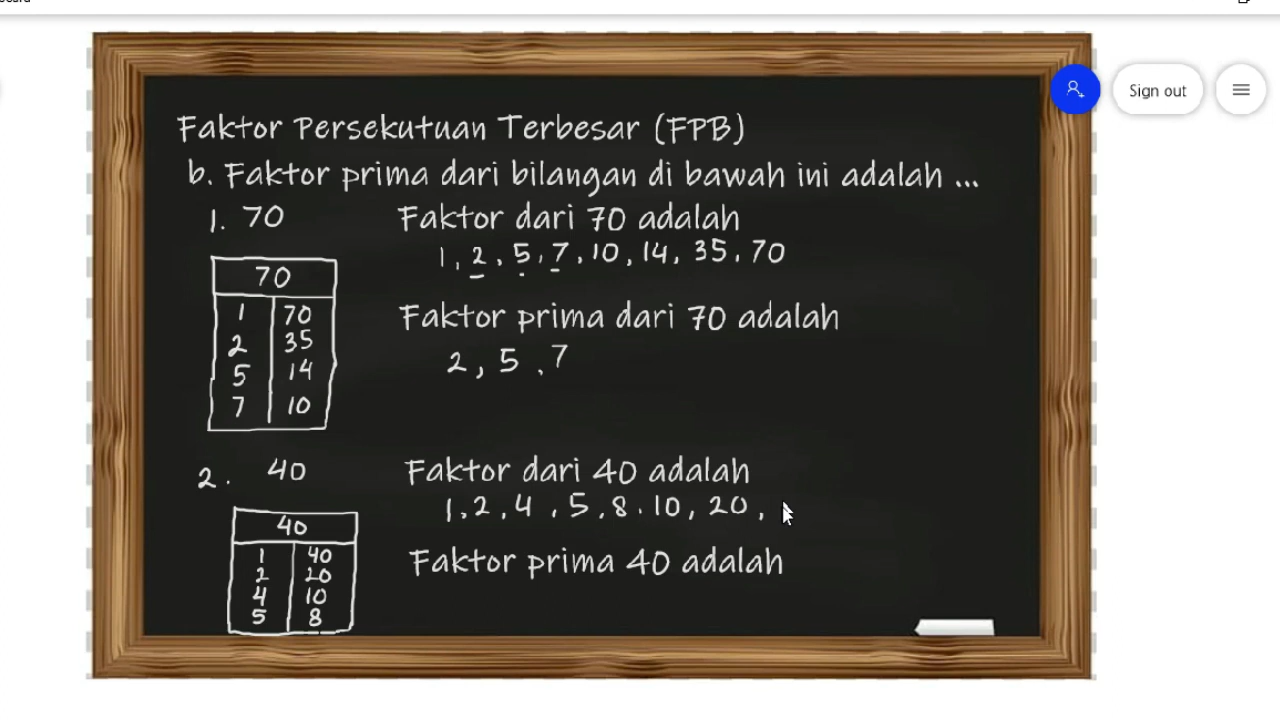 Sign out
Faktor Persekutuan Terbesar (FPB)
b. Faktor prima dari bilangan di bawah ini adalah ...
1. 70
Faktor dari 70 adalah
1, 2, 5, 7, 10, 14, 35, 70
70
1 70
2 35
5 14
7 10
Faktor prima dari 70 adalah
2, 5, 7
2. 40
Faktor dari 40 adalah
1, 2, 4, 5, 8, 10, 20,
40
1 40
2 20
4 10
5 8
Faktor prima 40 adalah